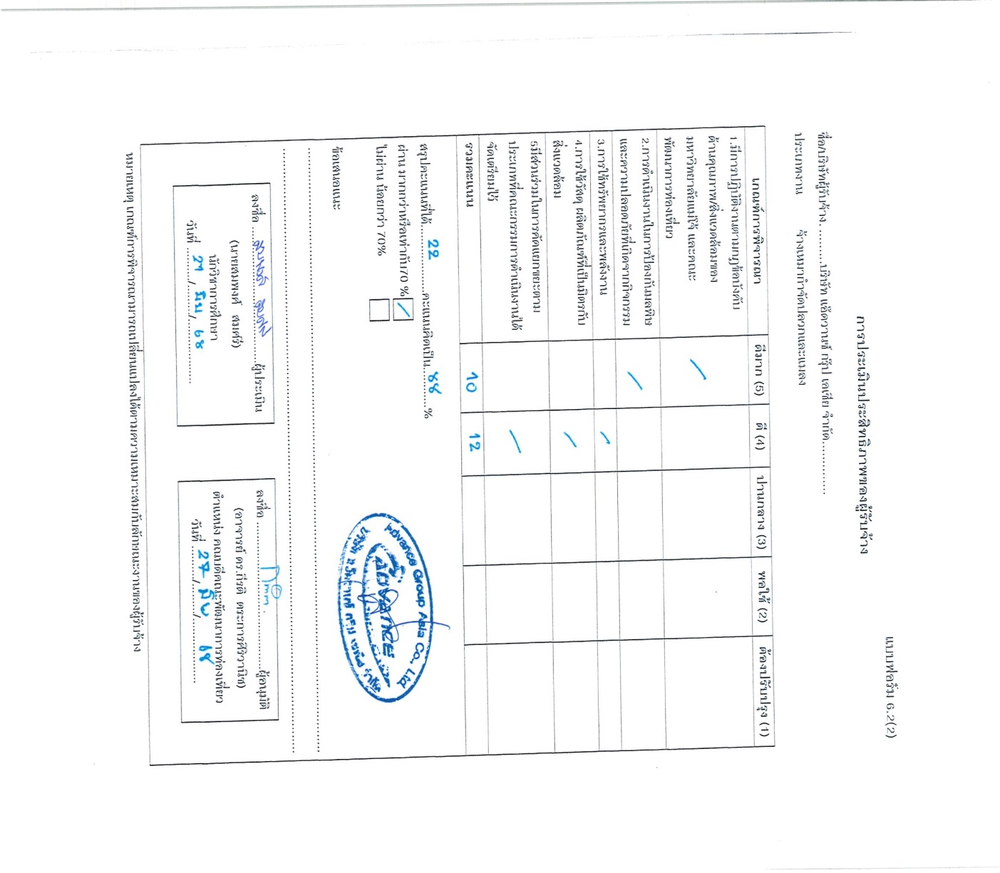 แบบฟอร์ม 6.2(2)
การประเมินประสิทธิภาพของผู้รับจ้าง
ชื่อ/บริษัทผู้รับจ้าง. ...........บริษัท แอ็ดวานซ์ กรุ๊ป เอเชีย จำกัด...............
ประเภทงาน จ้างเหมากำจัดปลวกและแมลง
เกณฑ์การพิจารณา ดีมาก (5) ดี (4) ปานกลาง (3) พอใช้ (2) ต้องปรับปรุง (1)
1.มีการปฏิบัติงานตามกฎข้อบังคับ
ด้านคุณภาพ/สิ่งแวดล้อมของ
มหาวิทยาลัยแม่โจ้ และคณะ
พัฒนาการท่องเที่ยว /
2.การดำเนินงานในการป้องกันมลพิษ
และความปลอดภัยที่เกิดจากกิจกรรม /
3.การใช้ทรัพยากรและพลังงาน /
4.การใช้วัสดุ ผลิตภัณฑ์ที่เป็นมิตรกับ
สิ่งแวดล้อม /
5มีส่วนร่วมในการคัดแยกขยะตาม
ประเภทที่คณะกรรมการดำเนินงานได้
จัดเตรียมไว้ /
รวมคะแนน 10 12
สรุปคะแนนที่ได้.......22.......คะแนนคิดเป็น...88...%
ผ่าน มากกว่าหรือเท่ากับ70 % /
ไม่ผ่าน น้อยกว่า 70%
Advance Group Asia Co., Ltd
ADVANCE
บริษัท แอ็ดวานซ์ กรุ๊ป เอเชีย จำกัด
ข้อเสนอแนะ
ลงชื่อ ...สมพงศ์ สมศรี...ผู้ประเมิน
(นายสมพงศ์ สมศรี)
นักวิชาการศึกษา
วันที่ ...27 / มิย / 68...
ลงชื่อ ..............................ผู้อนุมัติ
(อาจารย์ ดร.กีรติ ตระการศิริวานิช)
ตำแหน่ง คณบดีคณะพัฒนาการท่องเที่ยว
วันที่ ...27 / มิย / 68...
หมายเหตุ เกณฑ์การพิจารณาสามารถเปลี่ยนแปลงได้ตามความเหมาะสมกับลักษณะงานของผู้รับจ้าง